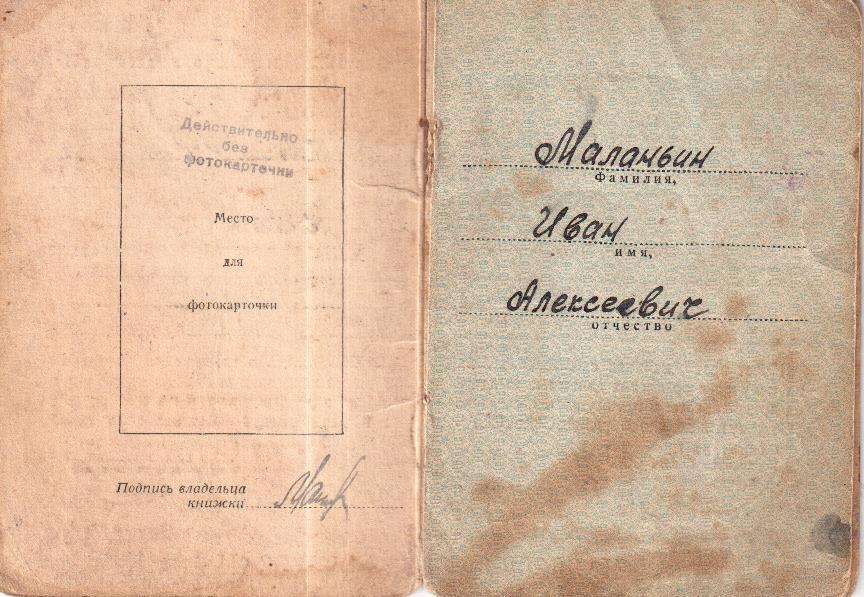 Действительно
без
фотокарточки
Место
для
фотокарточки
Подпись владельца
книжки
Маланьин
Фамилия,
Иван
имя,
Алексеевич
отчество